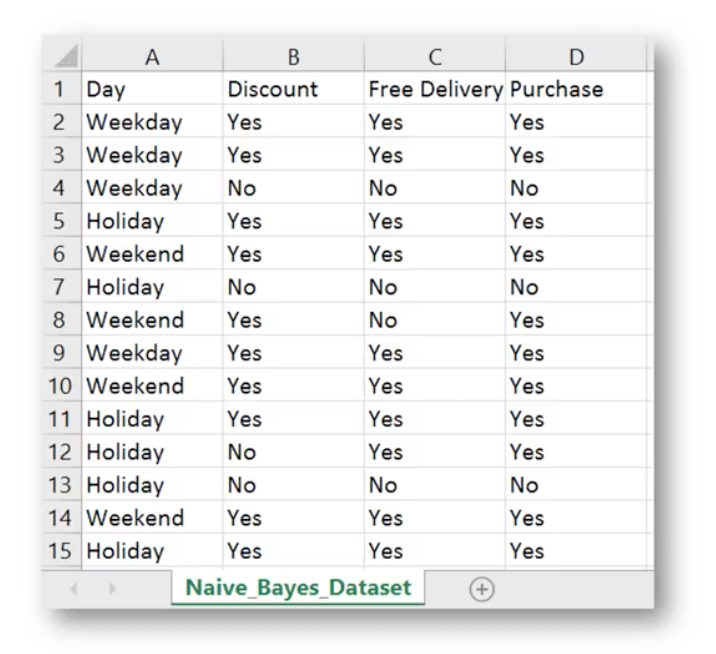 A B C D
1 Day Discount Free Delivery Purchase
2 Weekday Yes Yes Yes
3 Weekday Yes Yes Yes
4 Weekday No No No
5 Holiday Yes Yes Yes
6 Weekend Yes Yes Yes
7 Holiday No No No
8 Weekend Yes No Yes
9 Weekday Yes Yes Yes
10 Weekend Yes Yes Yes
11 Holiday Yes Yes Yes
12 Holiday No Yes Yes
13 Holiday No No No
14 Weekend Yes Yes Yes
15 Holiday Yes Yes Yes
Naive_Bayes_Dataset